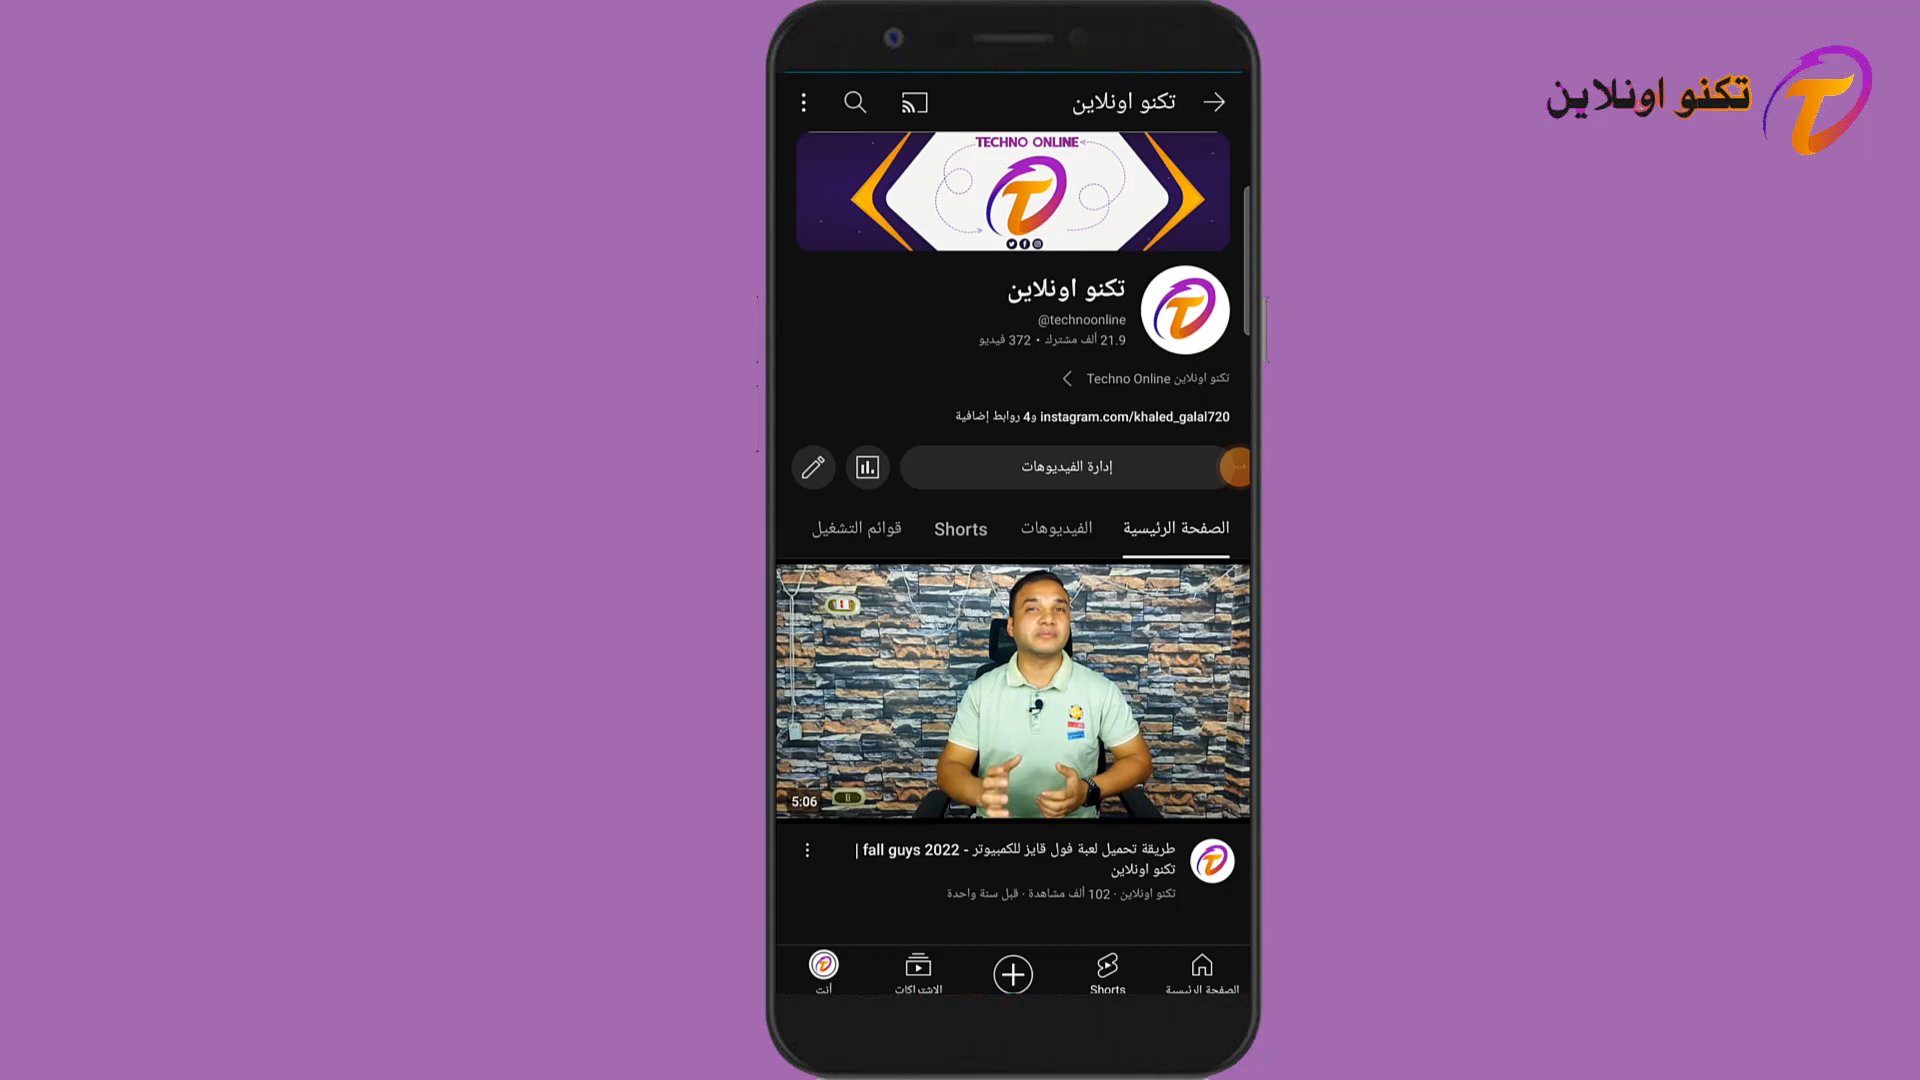 تكنو اونلاين
تكنو اونلاين
TECHNO ONLINE
تكنو اونلاين
@technoonline
21.9 ألف مشترك • 372 فيديو
تكنو اونلاين Techno Online
instagram.com/khaled_galal720 و4 روابط إضافية
إدارة الفيديوهات
الصفحة الرئيسية
الفيديوهات
Shorts
قوائم التشغيل
5:06
طريقة تحميل لعبة فول قايز للكمبيوتر - fall guys 2022 |
تكنو اونلاين
تكنو اونلاين · 102 ألف مشاهدة · قبل سنة واحدة
الصفحة الرئيسية
Shorts
الاشتراكات
أنت